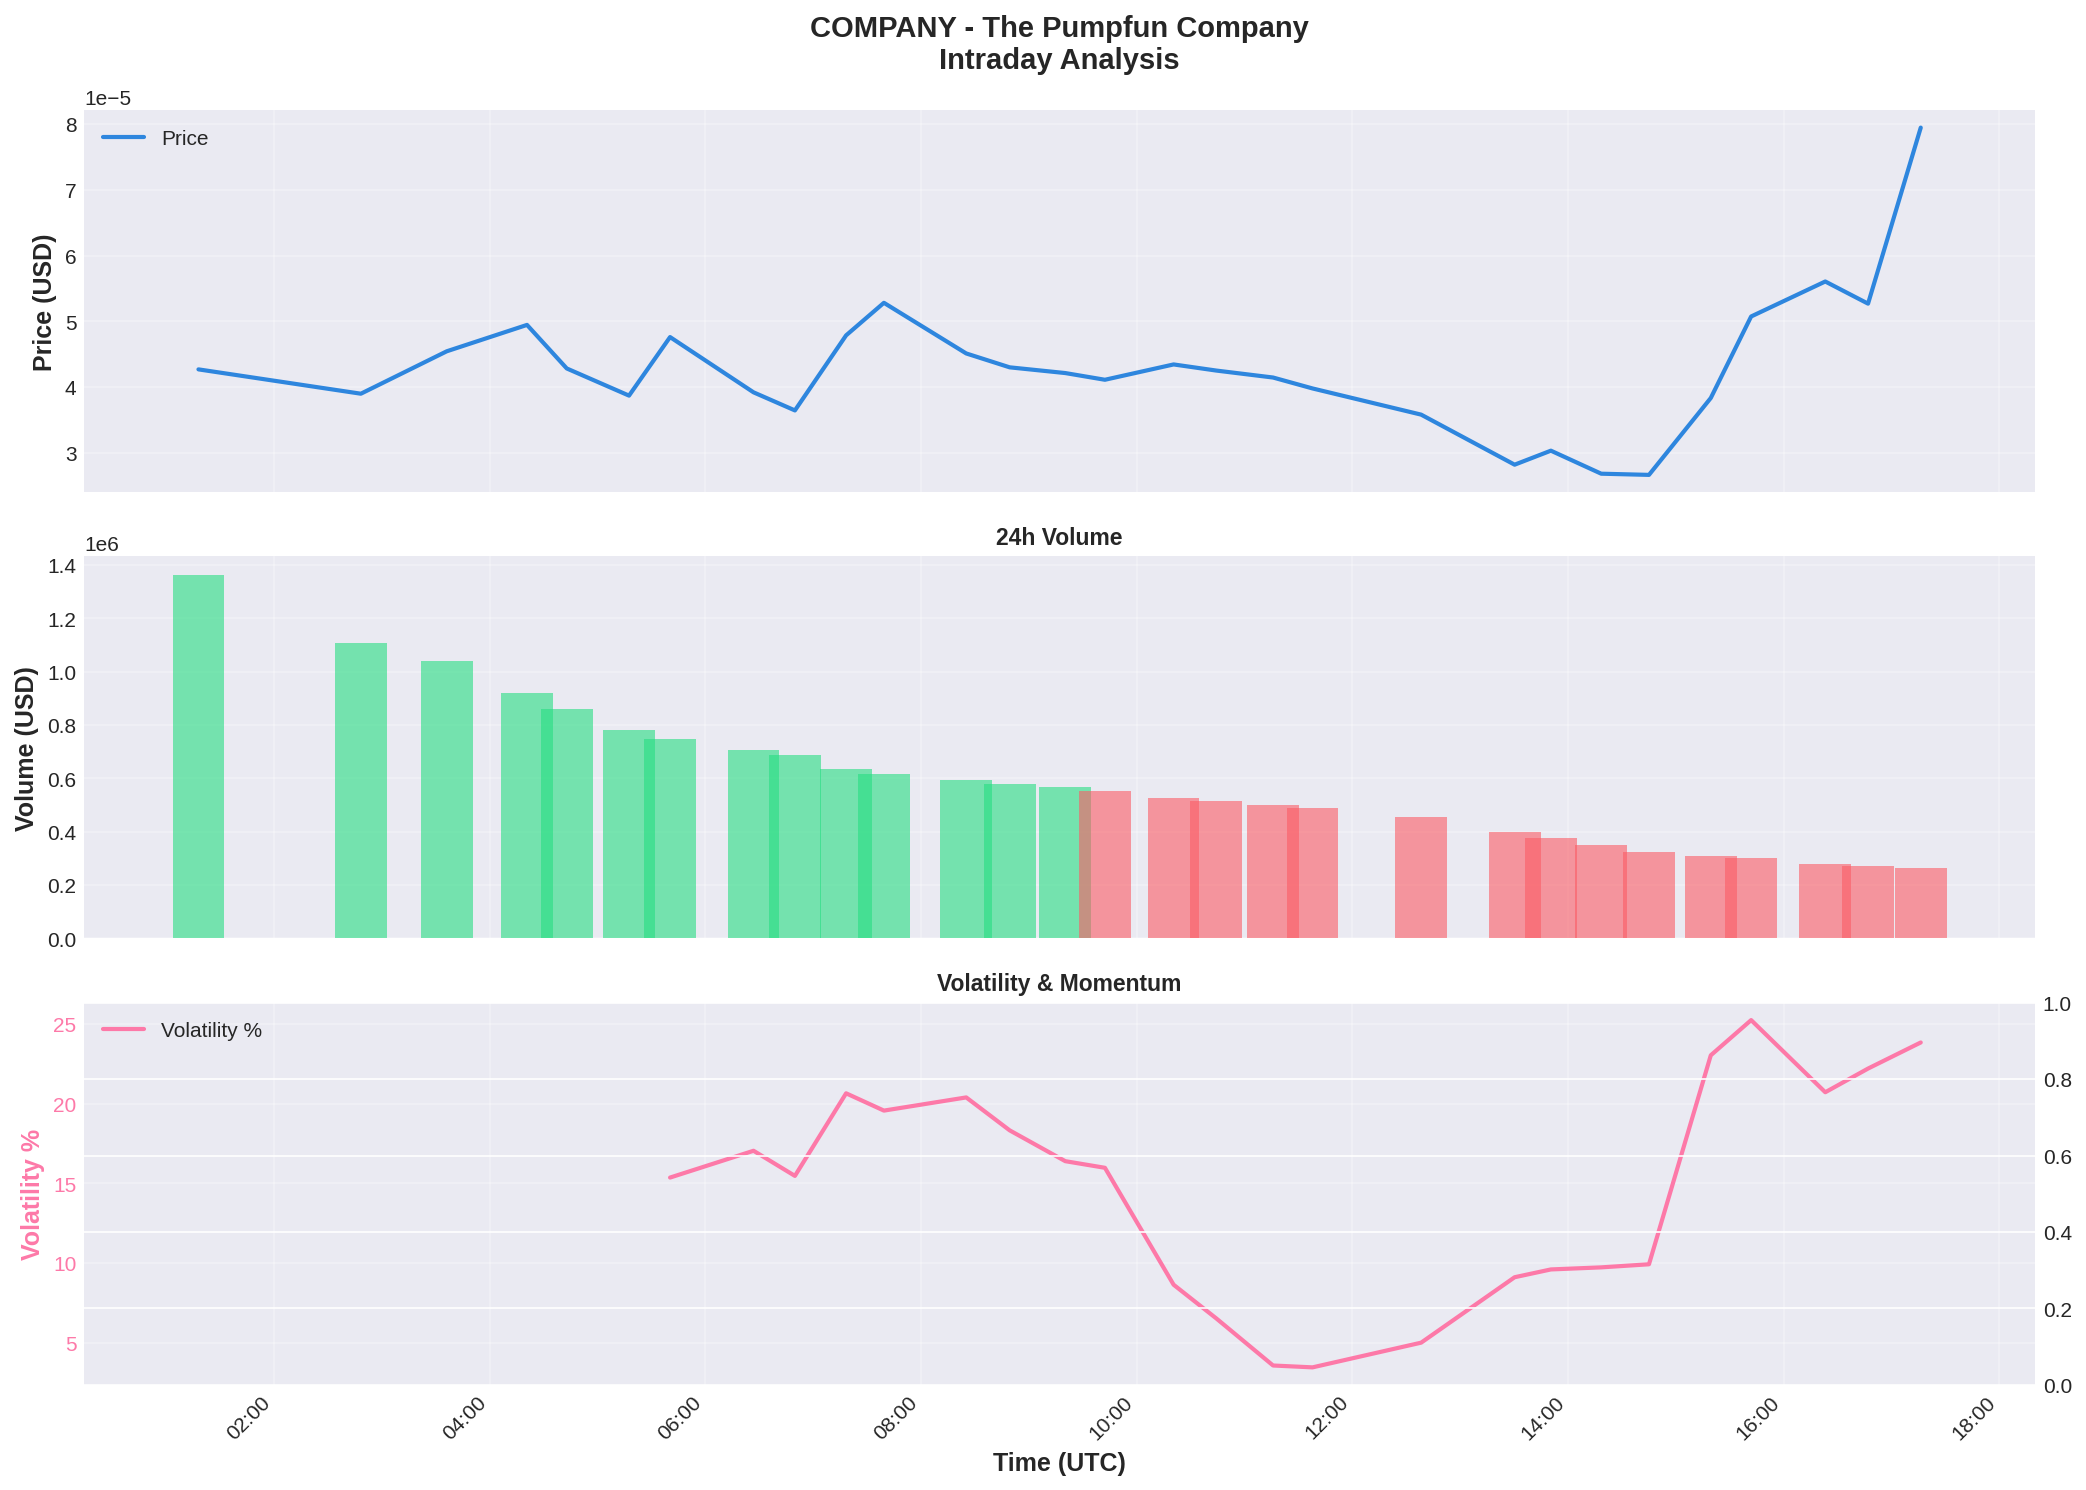 COMPANY - The Pumpfun Company
Intraday Analysis
1e−5
8
7
6
5
4
3
Price (USD)
Price
24h Volume
1e6
1.4
1.2
1.0
0.8
0.6
0.4
0.2
0.0
Volume (USD)
Volatility & Momentum
25
20
15
10
5
Volatility %
Volatility %
1.0
0.8
0.6
0.4
0.2
0.0
02:00
04:00
06:00
08:00
10:00
12:00
14:00
16:00
18:00
Time (UTC)